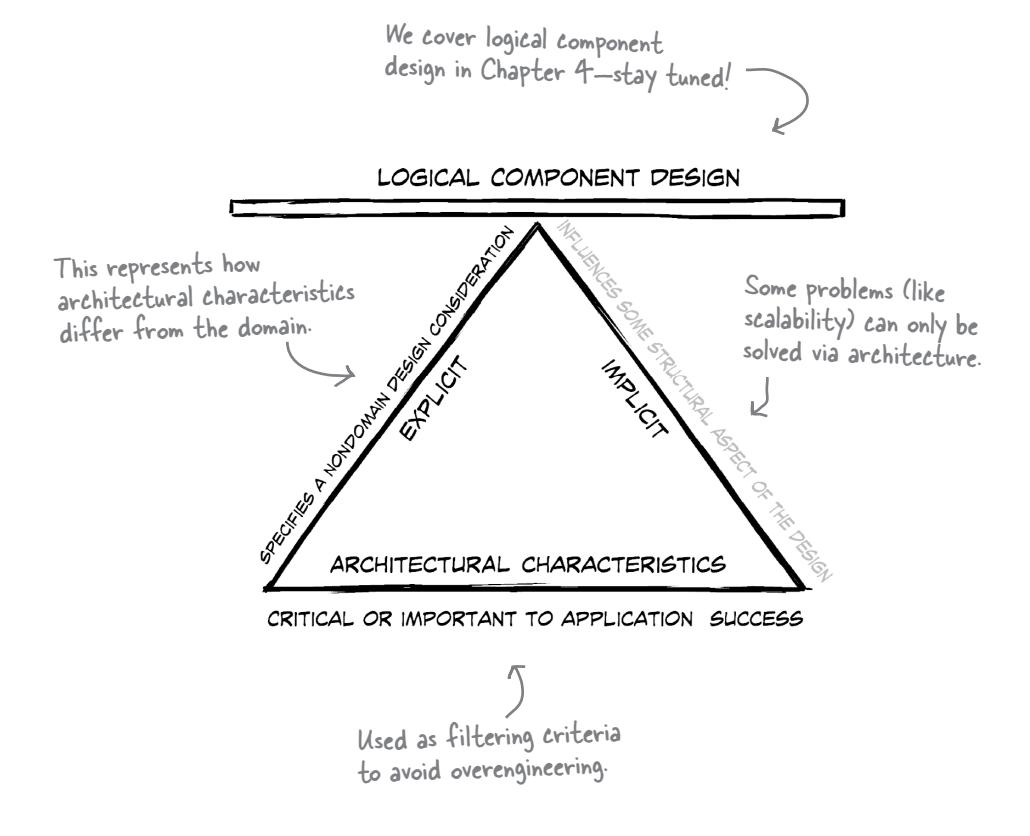 We cover logical component
design in Chapter 4—stay tuned!
LOGICAL COMPONENT DESIGN
This represents how
architectural characteristics
differ from the domain.
SPECIFIES A NONDOMAIN DESIGN CONSIDERATION
EXPLICIT
IMPLICIT
INFLUENCES SOME STRUCTURAL ASPECT OF THE DESIGN
Some problems (like
scalability) can only be
solved via architecture.
ARCHITECTURAL CHARACTERISTICS
CRITICAL OR IMPORTANT TO APPLICATION SUCCESS
Used as filtering criteria
to avoid overengineering.